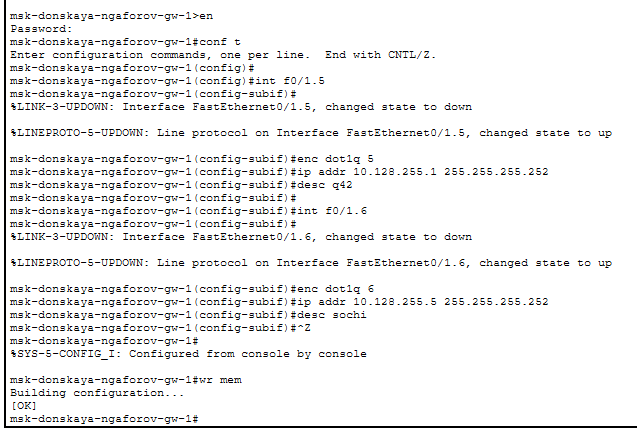 msk-donskaya-ngaforov-gw-1>en
Password:
msk-donskaya-ngaforov-gw-1#conf t
Enter configuration commands, one per line.  End with CNTL/Z.
msk-donskaya-ngaforov-gw-1(config)#
msk-donskaya-ngaforov-gw-1(config)#int f0/1.5
msk-donskaya-ngaforov-gw-1(config-subif)#
%LINK-3-UPDOWN: Interface FastEthernet0/1.5, changed state to down
%LINEPROTO-5-UPDOWN: Line protocol on Interface FastEthernet0/1.5, changed state to up
msk-donskaya-ngaforov-gw-1(config-subif)#enc dot1q 5
msk-donskaya-ngaforov-gw-1(config-subif)#ip addr 10.128.255.1 255.255.255.252
msk-donskaya-ngaforov-gw-1(config-subif)#desc q42
msk-donskaya-ngaforov-gw-1(config-subif)#
msk-donskaya-ngaforov-gw-1(config-subif)#int f0/1.6
msk-donskaya-ngaforov-gw-1(config-subif)#
%LINK-3-UPDOWN: Interface FastEthernet0/1.6, changed state to down
%LINEPROTO-5-UPDOWN: Line protocol on Interface FastEthernet0/1.6, changed state to up
msk-donskaya-ngaforov-gw-1(config-subif)#enc dot1q 6
msk-donskaya-ngaforov-gw-1(config-subif)#ip addr 10.128.255.5 255.255.255.252
msk-donskaya-ngaforov-gw-1(config-subif)#desc sochi
msk-donskaya-ngaforov-gw-1(config-subif)#^Z
msk-donskaya-ngaforov-gw-1#
%SYS-5-CONFIG_I: Configured from console by console
msk-donskaya-ngaforov-gw-1#wr mem
Building configuration...
[OK]
msk-donskaya-ngaforov-gw-1#